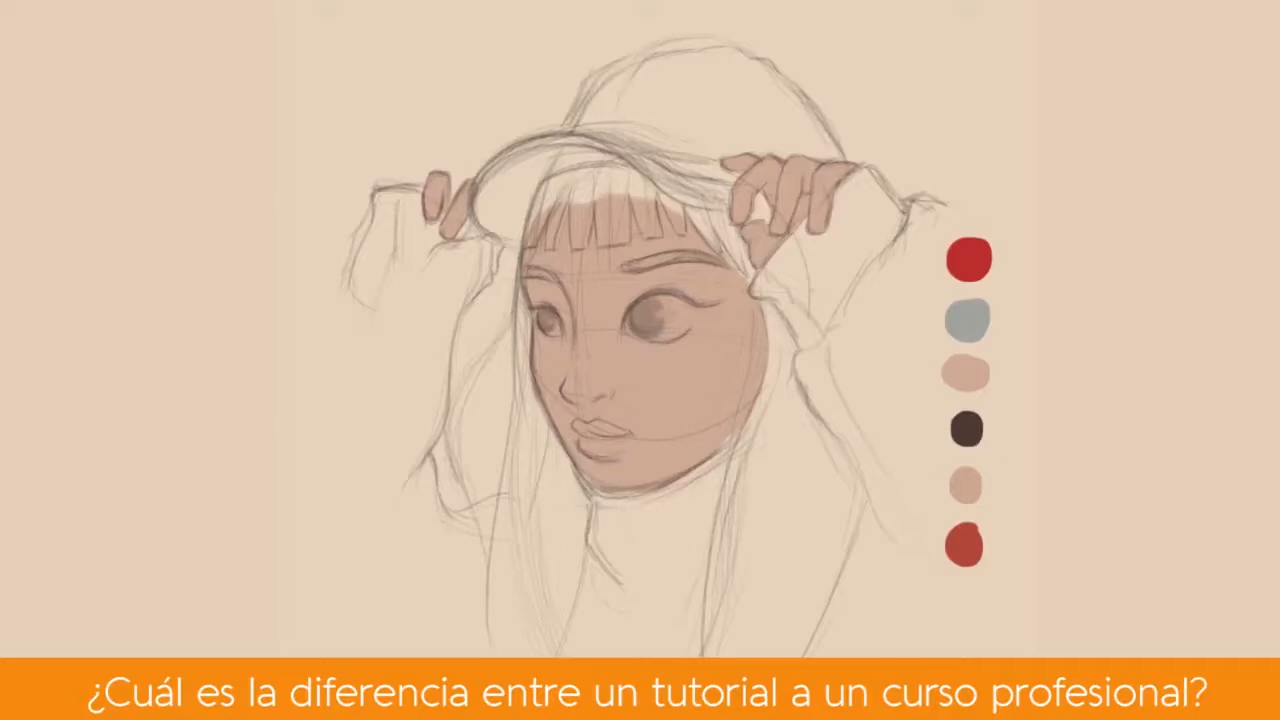 ¿Cuál es la diferencia entre un tutorial a un curso profesional?